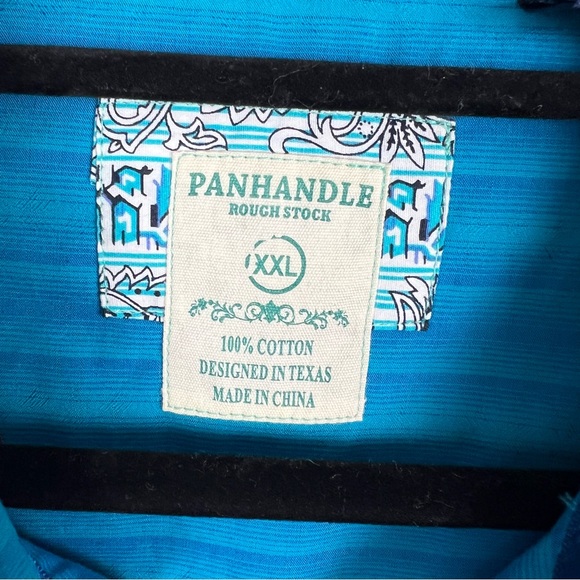 PANHANDLE
ROUGH STOCK
XXL
100% COTTON
DESIGNED IN TEXAS
MADE IN CHINA